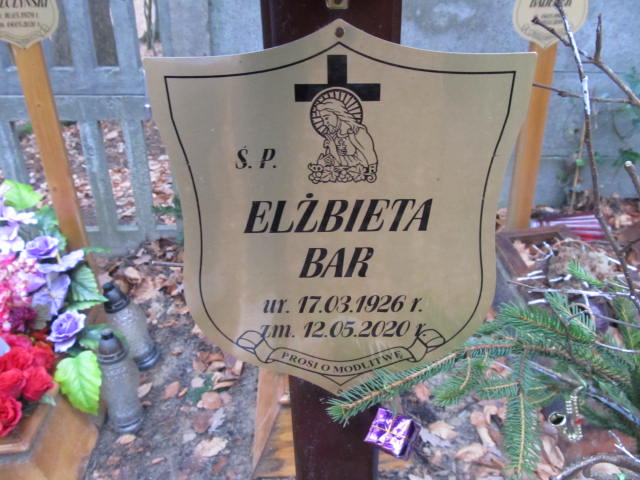 Ś. P.
ELŻBIETA
BAR
ur. 17.03.1926 r.
zm. 12.05.2020 r.
PROSI O MODLITWĘ